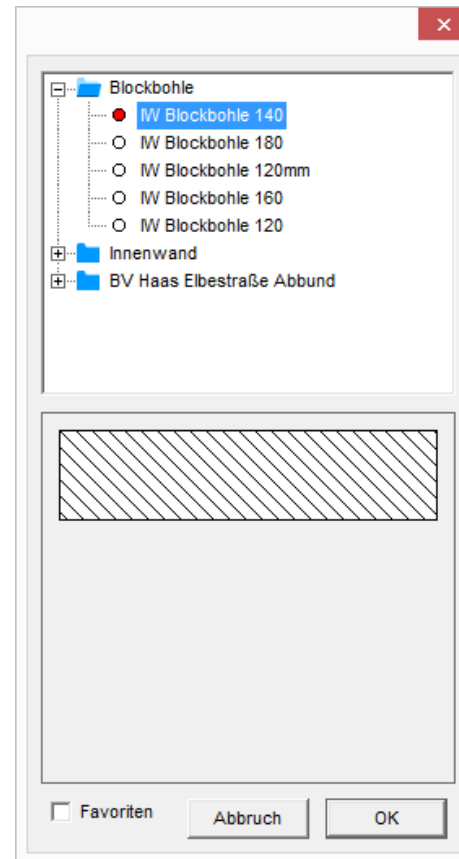 Blockbohle
IW Blockbohle 140
IW Blockbohle 180
IW Blockbohle 120mm
IW Blockbohle 160
IW Blockbohle 120
Innenwand
BV Haas Elbestraße Abbund
Favoriten
Abbruch
OK